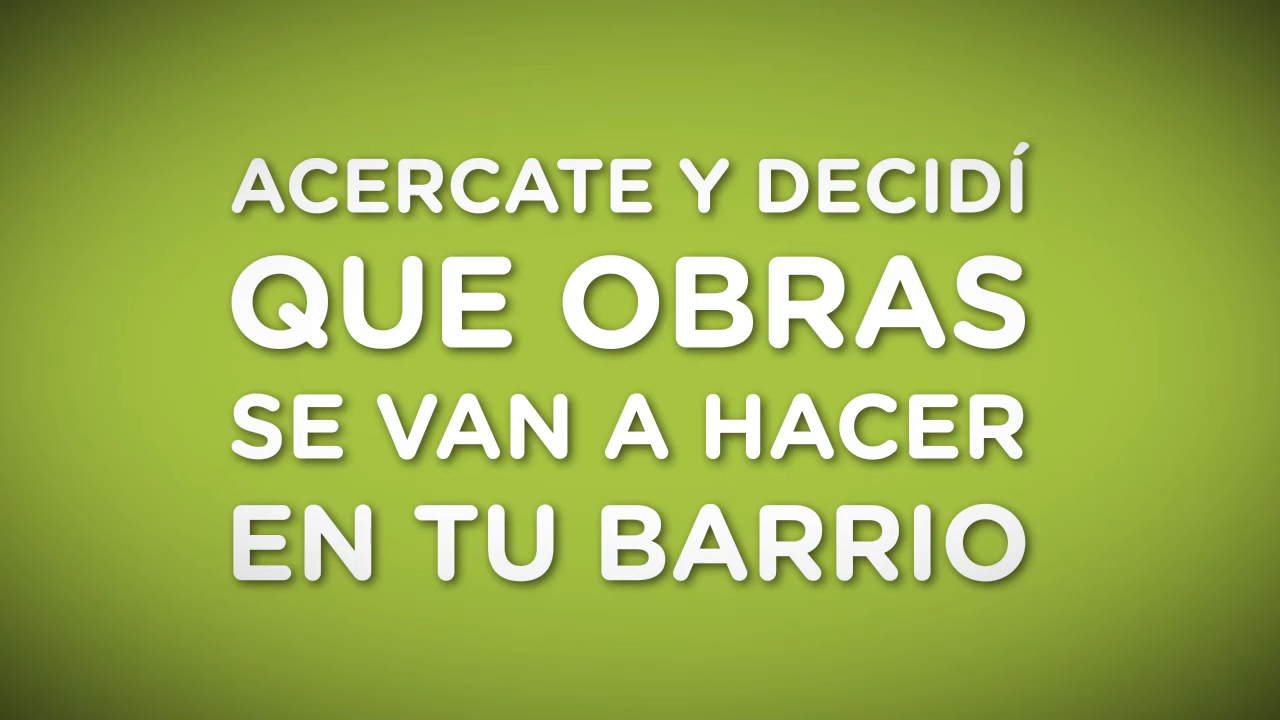 ACERCATE Y DECIDÍ
QUE OBRAS
SE VAN A HACER
EN TU BARRIO